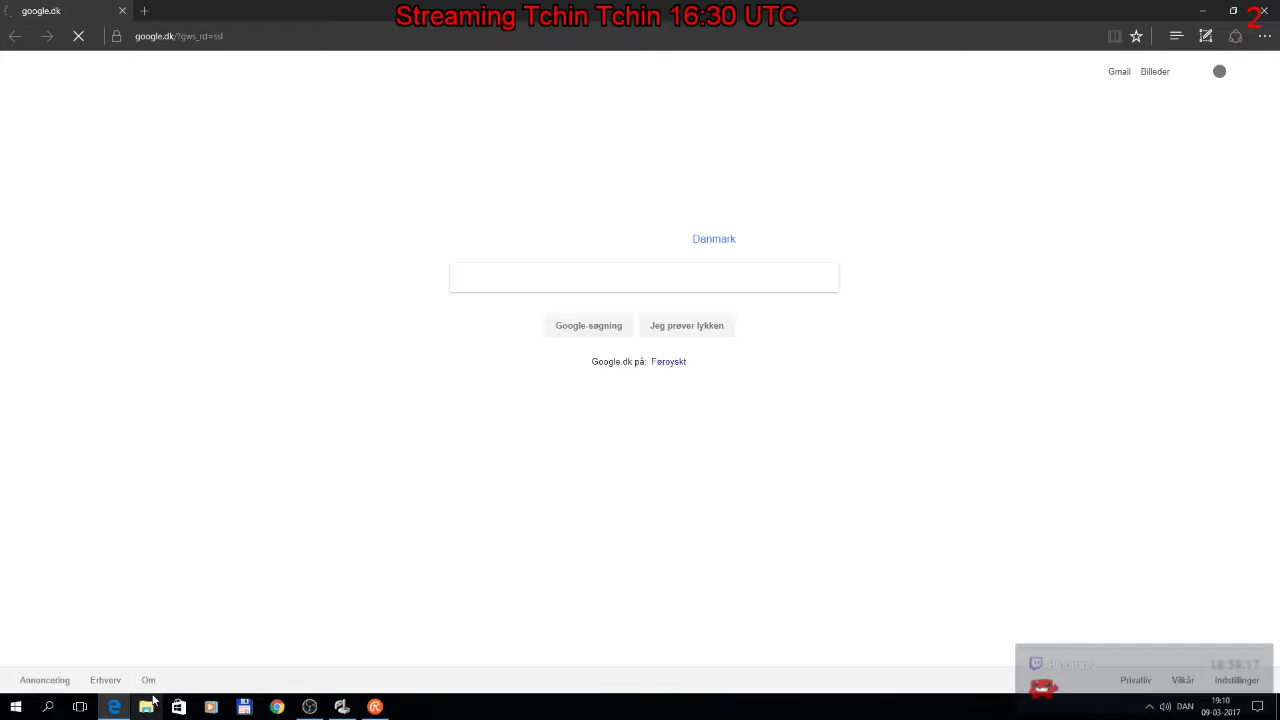 google.dk
Streaming Tchin Tchin 16:30 UTC
2
google.dk/?gws_rd=ssl
Gmail Billeder
Danmark
Google-søgning Jeg prøver lykken
Google.dk på: Føroyskt
Annoncering Erhverv Om
Privatliv Vilkår Indstillinger
DAN
19:10
09-03-2017